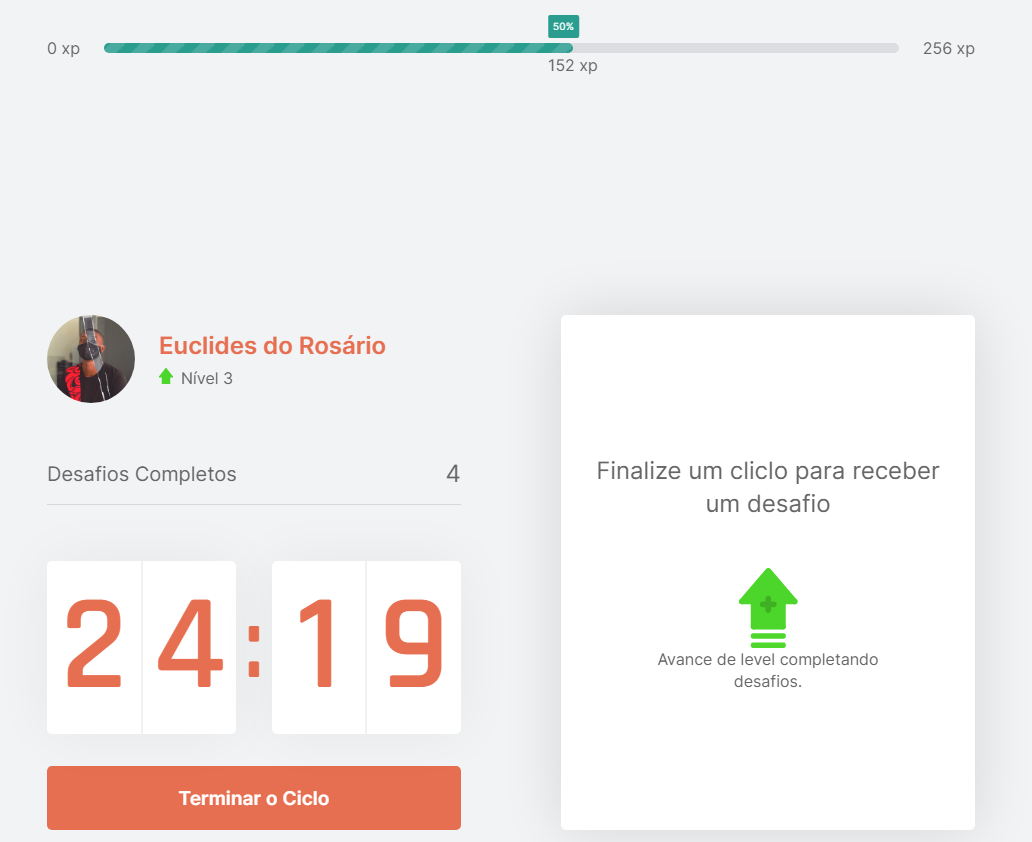 50%
0 xp
256 xp
152 xp
Euclides do Rosário
Nível 3
Desafios Completos 4
24:19
Terminar o Ciclo
Finalize um cliclo para receber
um desafio
Avance de level completando
desafios.